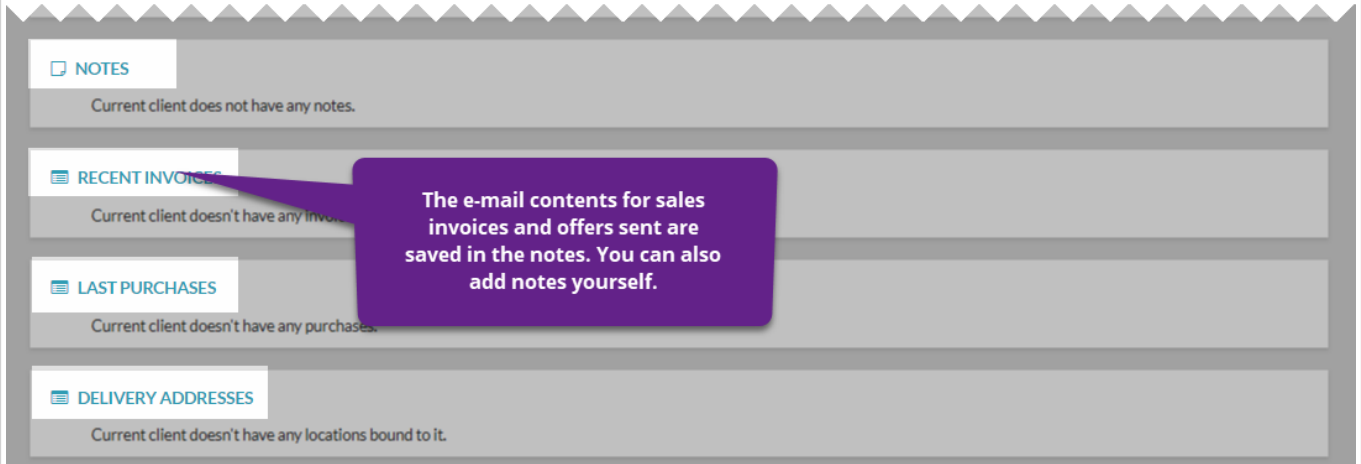 NOTES
Current client does not have any notes.
RECENT INVOICES
Current client doesn't have any
The e-mail contents for sales
invoices and offers sent are
saved in the notes. You can also
add notes yourself.
LAST PURCHASES
Current client doesn't have any purchases.
DELIVERY ADDRESSES
Current client doesn't have any locations bound to it.